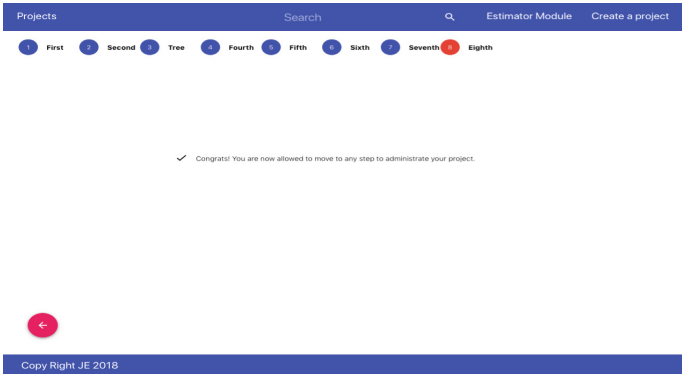 Projects Search Estimator Module Create a project
1 First 2 Second 3 Tree 4 Fourth 5 Fifth 6 Sixth 7 Seventh 8 Eighth
Congrats! You are now allowed to move to any step to administrate your project.
Copy Right JE 2018